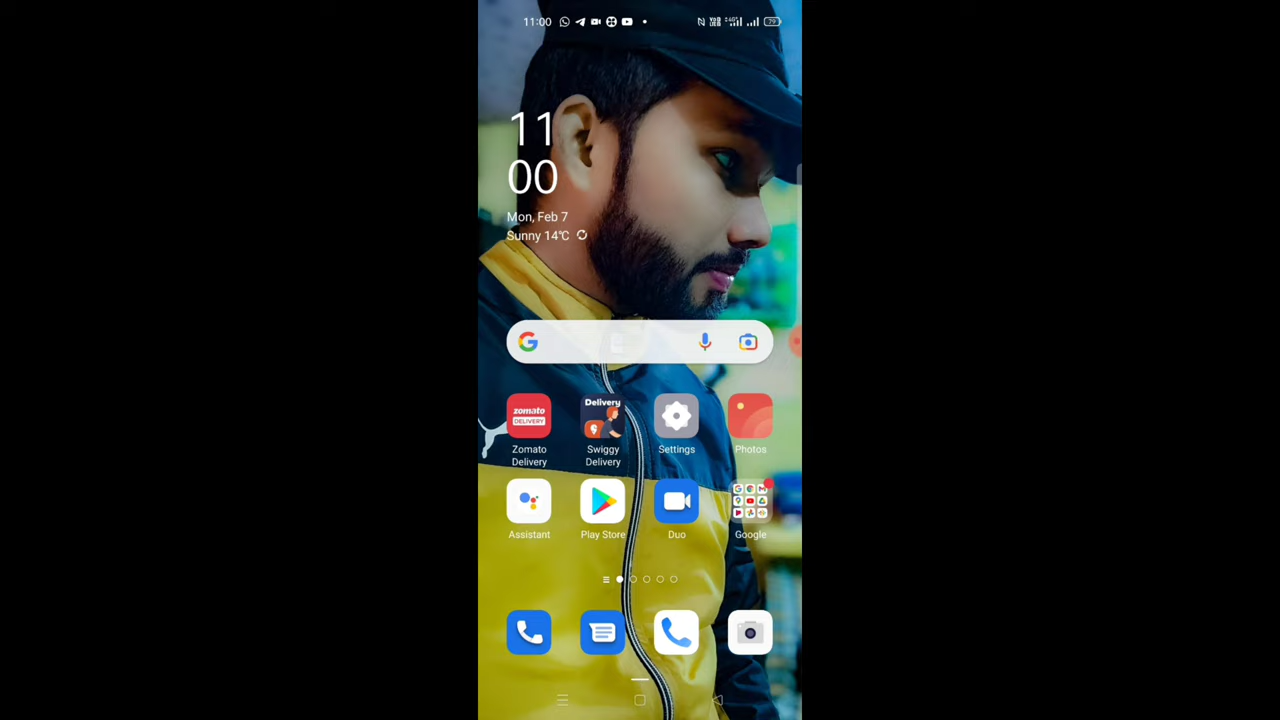 11:00
79
11
00
Mon, Feb 7
Sunny 14°C
zomato
DELIVERY
Delivery
Zomato
Delivery
Swiggy
Delivery
Settings
Photos
Assistant
Play Store
Duo
Google